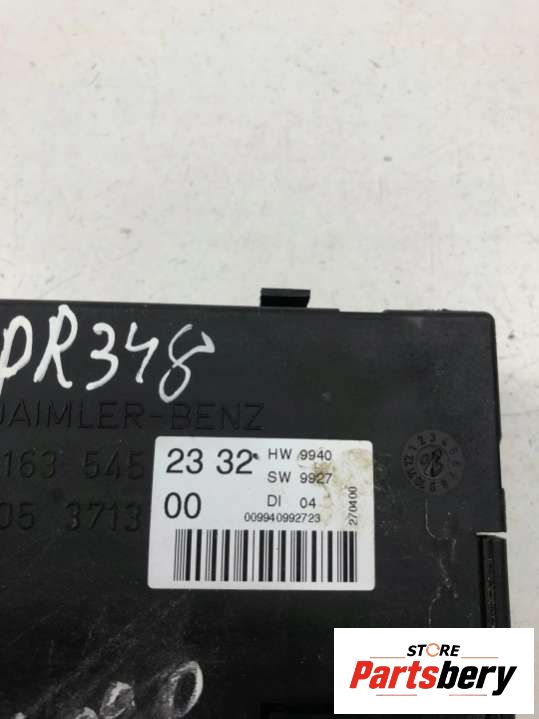 PR348
DAIMLER-BENZ
163 545 23 32 HW 9940
SW 9927
05 3713 00 DI 04
009940992723
270400
STORE
Partsbery